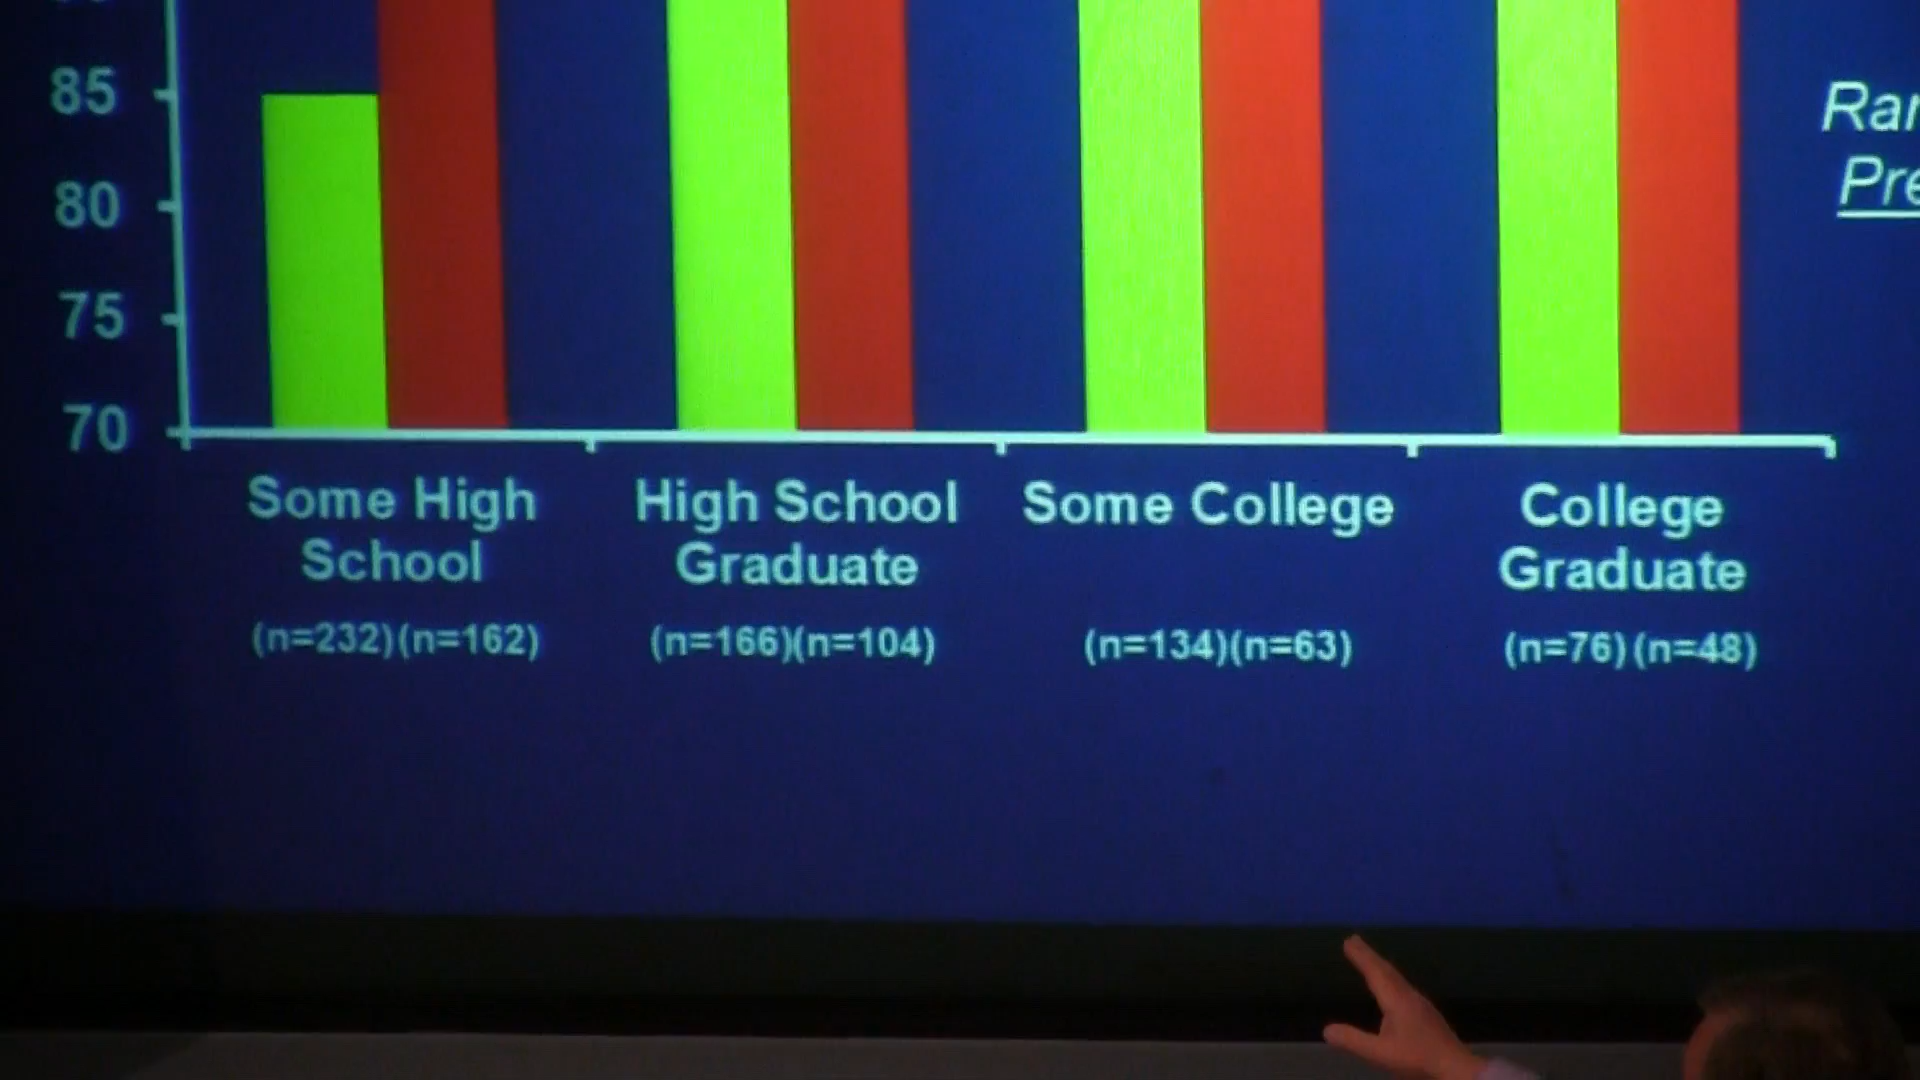 85
80
75
70
Some High
School
High School
Graduate
Some College
College
Graduate
(n=232)(n=162)
(n=166)(n=104)
(n=134)(n=63)
(n=76)(n=48)